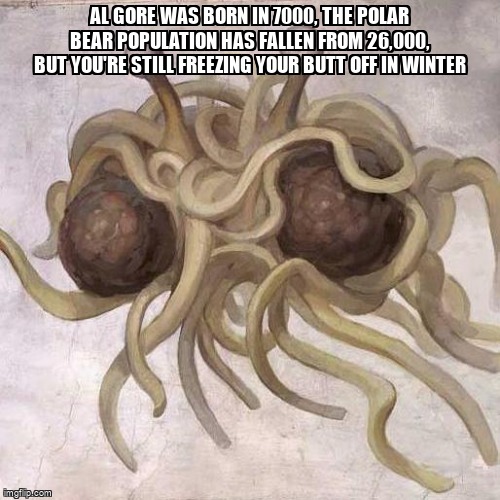 AL GORE WAS BORN IN 7000, THE POLAR
BEAR POPULATION HAS FALLEN FROM 26,000,
BUT YOU'RE STILL FREEZING YOUR BUTT OFF IN WINTER
imgflip.com